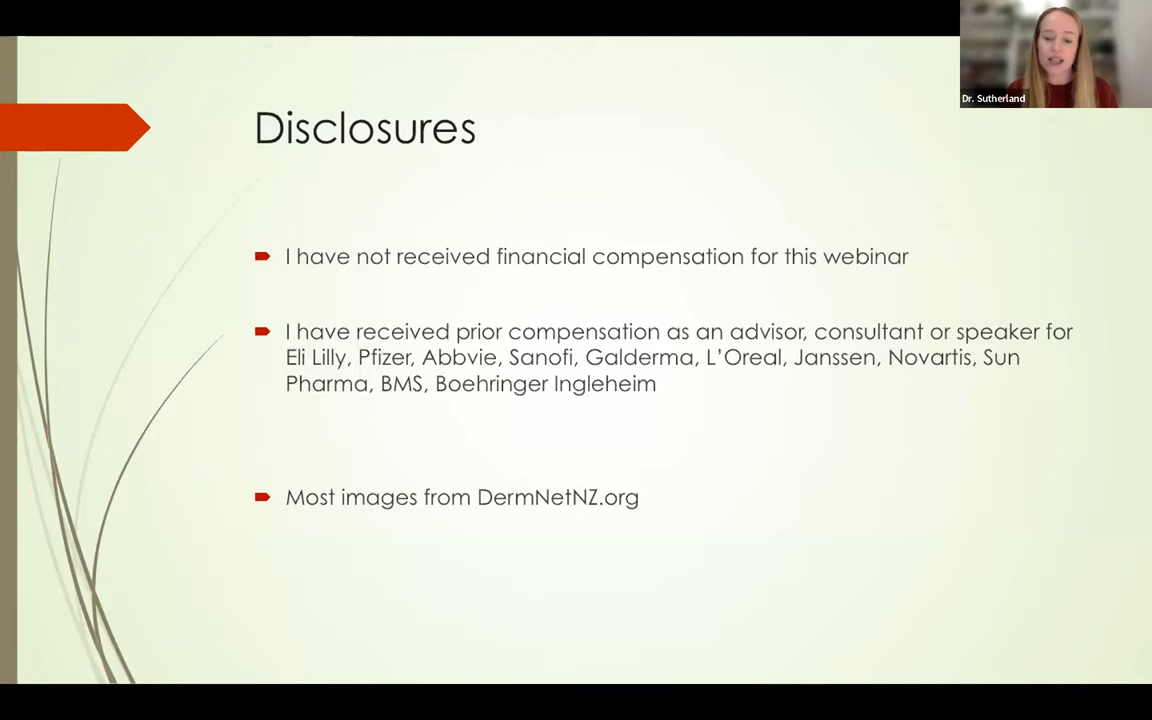 Dr. Sutherland
Disclosures
I have not received financial compensation for this webinar
I have received prior compensation as an advisor, consultant or speaker for
Eli Lilly, Pfizer, Abbvie, Sanofi, Galderma, L'Oreal, Janssen, Novartis, Sun
Pharma, BMS, Boehringer Ingleheim
Most images from DermNetNZ.org